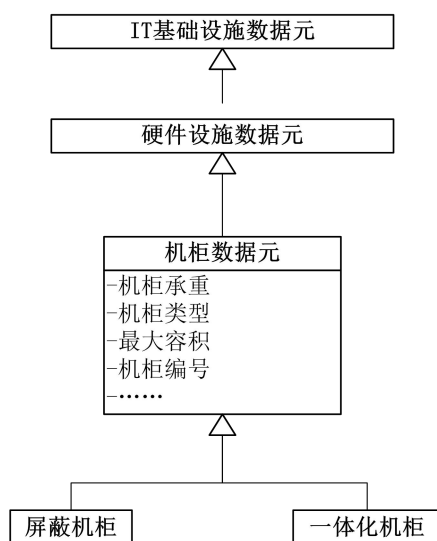 IT基础设施数据元
硬件设施数据元
机柜数据元
-机柜承重
-机柜类型
-最大容积
-机柜编号
-……
屏蔽机柜
一体化机柜